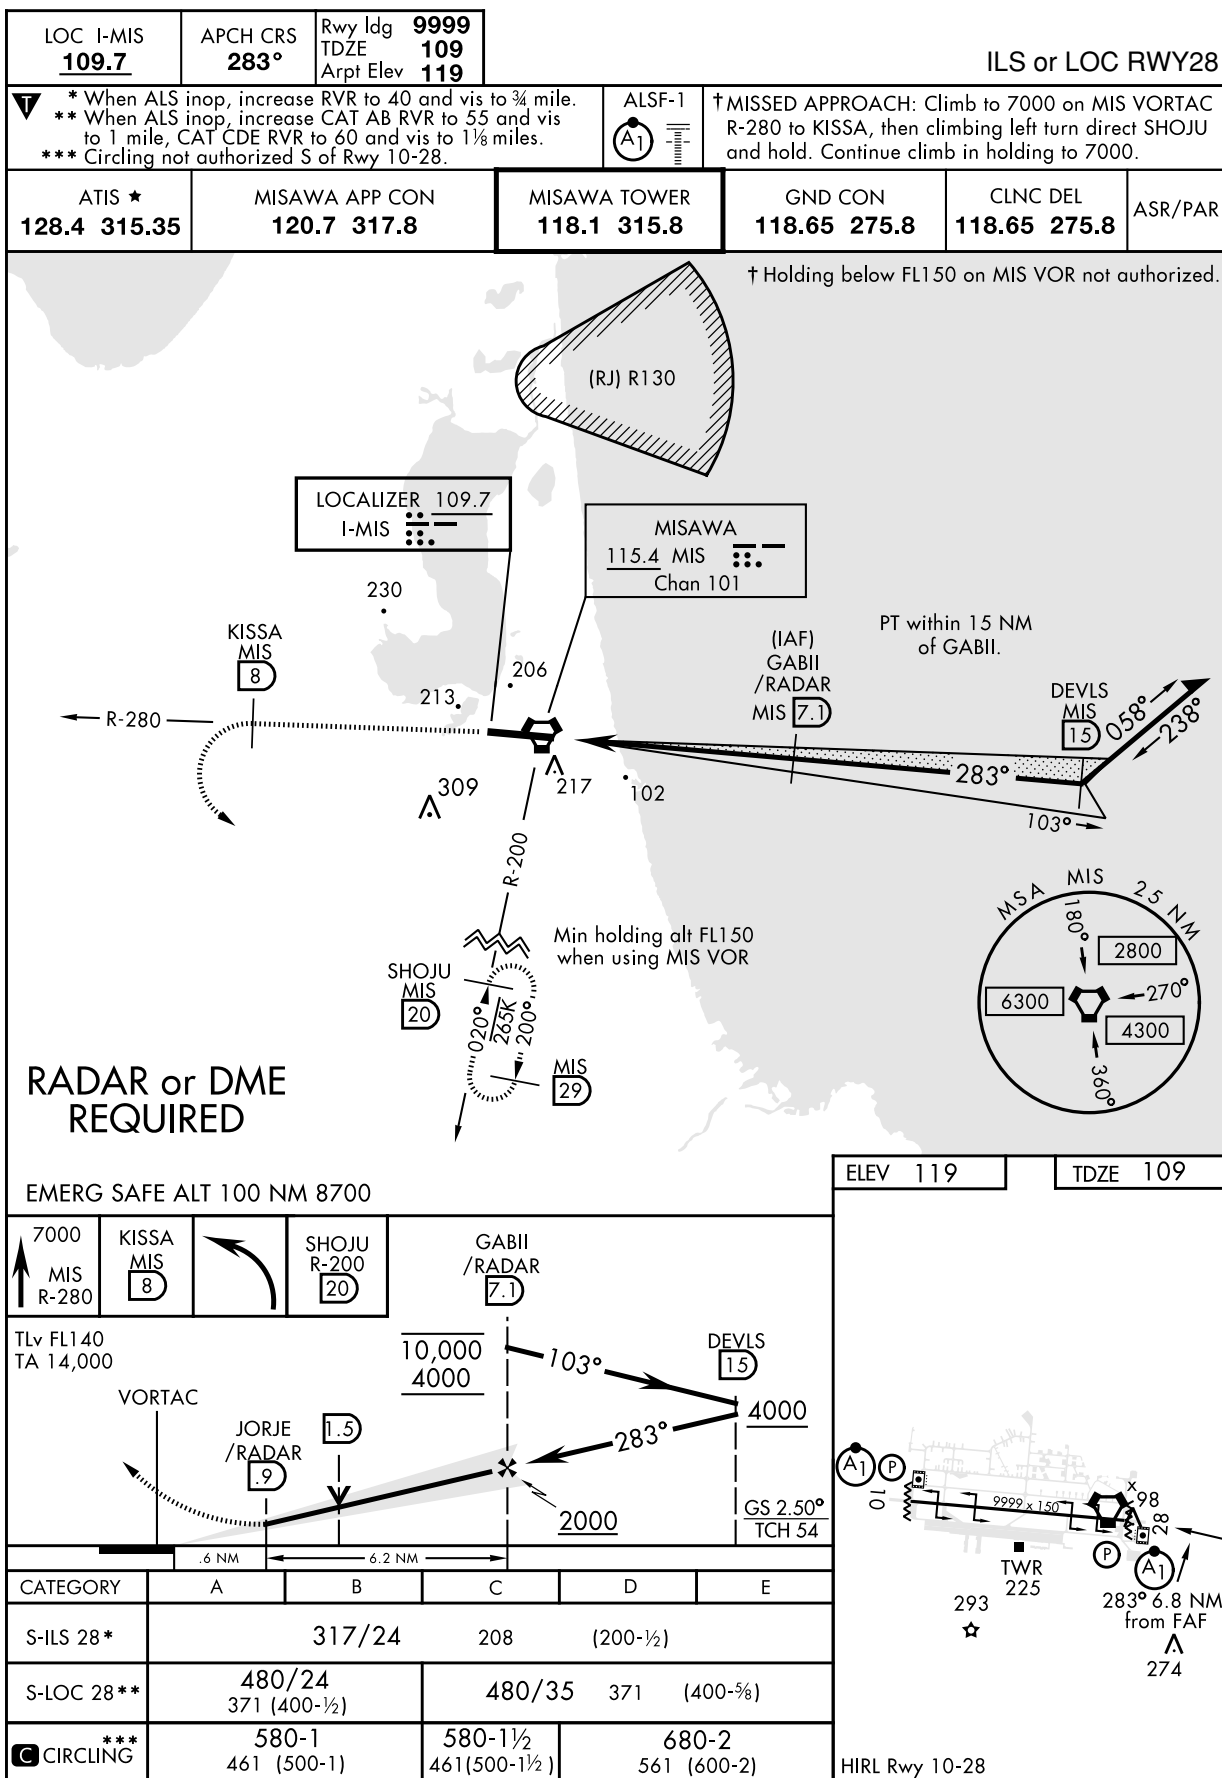 LOC I-MIS
109.7
APCH CRS
283°
Rwy ldg 9999
TDZE 109
Arpt Elev 119
ILS or LOC RWY28
T
* When ALS inop, increase RVR to 40 and vis to ¾ mile.
** When ALS inop, increase CAT AB RVR to 55 and vis
to 1 mile, CAT CDE RVR to 60 and vis to 1⅛ miles.
*** Circling not authorized S of Rwy 10-28.
ALSF-1
A1
† MISSED APPROACH: Climb to 7000 on MIS VORTAC
R-280 to KISSA, then climbing left turn direct SHOJU
and hold. Continue climb in holding to 7000.
ATIS ★
128.4 315.35
MISAWA APP CON
120.7 317.8
MISAWA TOWER
118.1 315.8
GND CON
118.65 275.8
CLNC DEL
118.65 275.8
ASR/PAR
† Holding below FL150 on MIS VOR not authorized.
(RJ) R130
LOCALIZER 109.7
I-MIS
MISAWA
115.4 MIS
Chan 101
230
KISSA
MIS
8
206
213
R-280
309
217
102
(IAF)
GABII
/RADAR
MIS 7.1
PT within 15 NM
of GABII.
DEVLS
MIS
15
058°
238°
283°
103°
R-200
Min holding alt FL150
when using MIS VOR
SHOJU
MIS
20
020°
265K
200°
MIS
29
MSA MIS 25 NM
180°
2800
6300
270°
4300
360°
RADAR or DME
REQUIRED
EMERG SAFE ALT 100 NM 8700
ELEV 119
TDZE 109
7000
MIS
R-280
KISSA
MIS
8
SHOJU
R-200
20
GABII
/RADAR
7.1
TLv FL140
TA 14,000
10,000
4000
103°
DEVLS
15
4000
283°
VORTAC
JORJE
/RADAR
.9
1.5
2000
GS 2.50°
TCH 54
.6 NM
6.2 NM
A1
P
10
9999 x 150
x
98
28
P
A1
TWR
225
293
283° 6.8 NM
from FAF
274
HIRL Rwy 10-28
CATEGORY A B C D E
S-ILS 28* 317/24 208 (200-½)
S-LOC 28** 480/24
371 (400-½)
480/35 371 (400-⅝)
C CIRCLING ***
580-1
461 (500-1)
580-1½
461(500-1½)
680-2
561 (600-2)